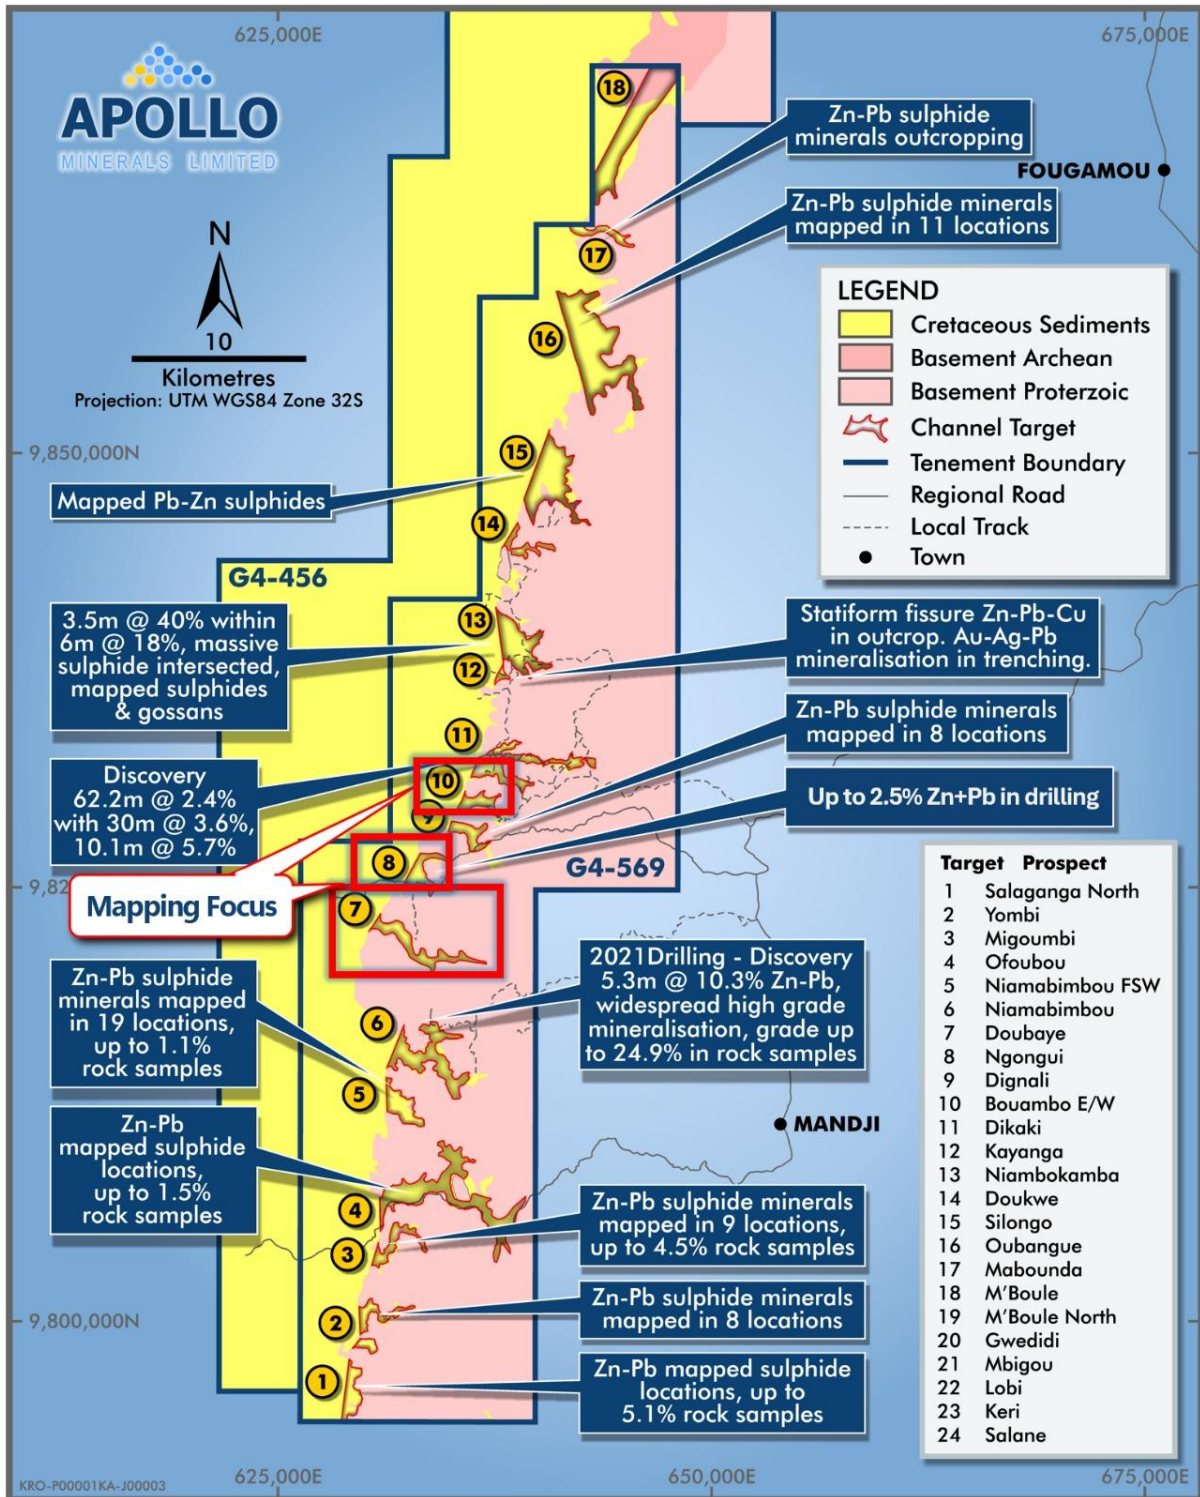 625,000E
675,000E
APOLLO
MINERALS LIMITED
N
10
Kilometres
Projection: UTM WGS84 Zone 32S
FOUGAMOU
Zn-Pb sulphide
minerals outcropping
Zn-Pb sulphide minerals
mapped in 11 locations
LEGEND
Cretaceous Sediments
Basement Archean
Basement Proterzoic
Channel Target
Tenement Boundary
Regional Road
Local Track
Town
18
17
16
15
14
13
12
11
10
9
8
7
6
5
4
3
2
1
9,850,000N
Mapped Pb-Zn sulphides
G4-456
3.5m @ 40% within
6m @ 18%, massive
sulphide intersected,
mapped sulphides
& gossans
Statiform fissure Zn-Pb-Cu
in outcrop. Au-Ag-Pb
mineralisation in trenching.
Zn-Pb sulphide minerals
mapped in 8 locations
Discovery
62.2m @ 2.4%
with 30m @ 3.6%,
10.1m @ 5.7%
Up to 2.5% Zn+Pb in drilling
G4-569
9,82
Mapping Focus
2021Drilling - Discovery
5.3m @ 10.3% Zn-Pb,
widespread high grade
mineralisation, grade up
to 24.9% in rock samples
Zn-Pb sulphide
minerals mapped
in 19 locations,
up to 1.1%
rock samples
MANDJI
Zn-Pb
mapped sulphide
locations,
up to 1.5%
rock samples
Zn-Pb sulphide minerals
mapped in 9 locations,
up to 4.5% rock samples
Zn-Pb sulphide minerals
mapped in 8 locations
9,800,000N
Zn-Pb mapped sulphide
locations, up to
5.1% rock samples
Target Prospect
1 Salaganga North
2 Yombi
3 Migoumbi
4 Ofoubou
5 Niamabimbou FSW
6 Niamabimbou
7 Doubaye
8 Ngongui
9 Dignali
10 Bouambo E/W
11 Dikaki
12 Kayanga
13 Niambokamba
14 Doukwe
15 Silongo
16 Oubangue
17 Mabounda
18 M'Boule
19 M'Boule North
20 Gwedidi
21 Mbigou
22 Lobi
23 Keri
24 Salane
KRO-P00001KA-J00003
625,000E
650,000E
675,000E